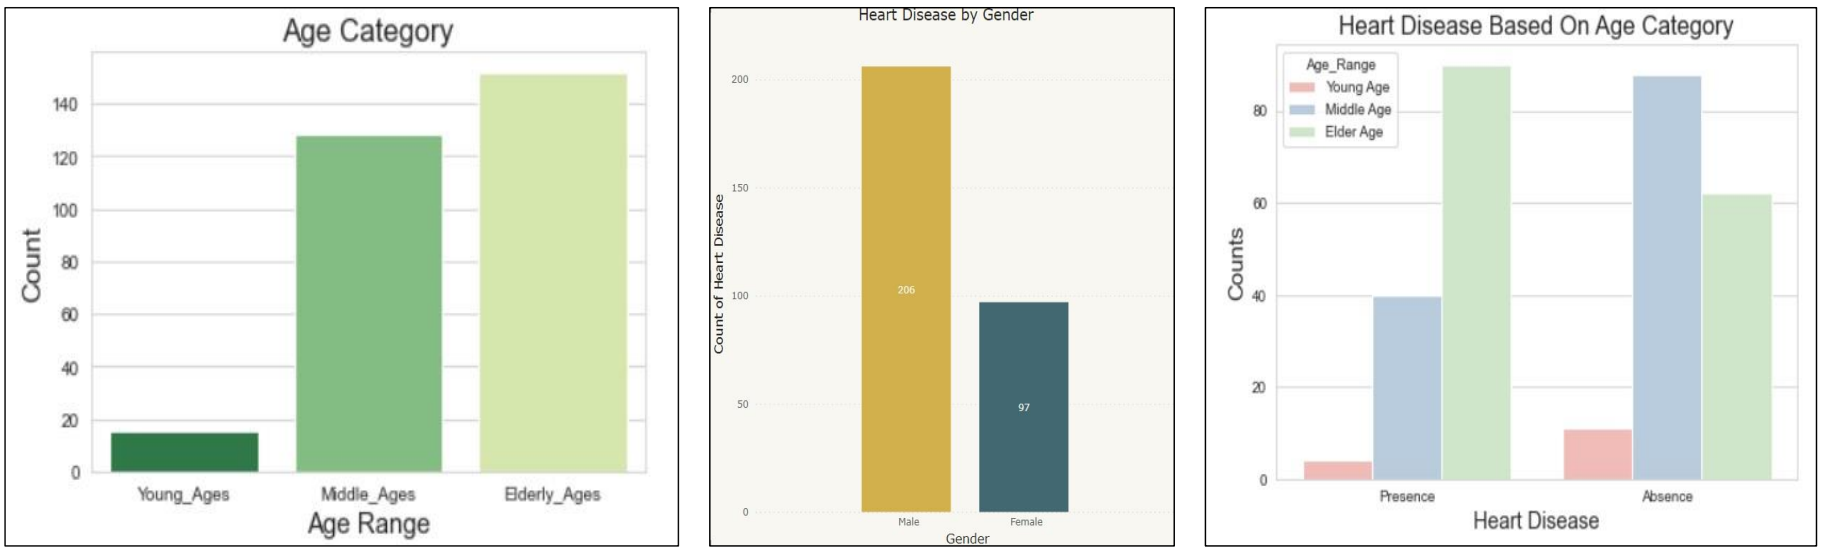 Age Category
Count
140
120
100
80
60
40
20
0
Young_Ages
Middle_Ages
Elderly_Ages
Age Range
Heart Disease by Gender
Count of Heart Disease
200
150
100
50
0
206
97
Male
Female
Gender
Heart Disease Based On Age Category
Age_Range
Young Age
Middle Age
Elder Age
Counts
80
60
40
20
0
Presence
Absence
Heart Disease